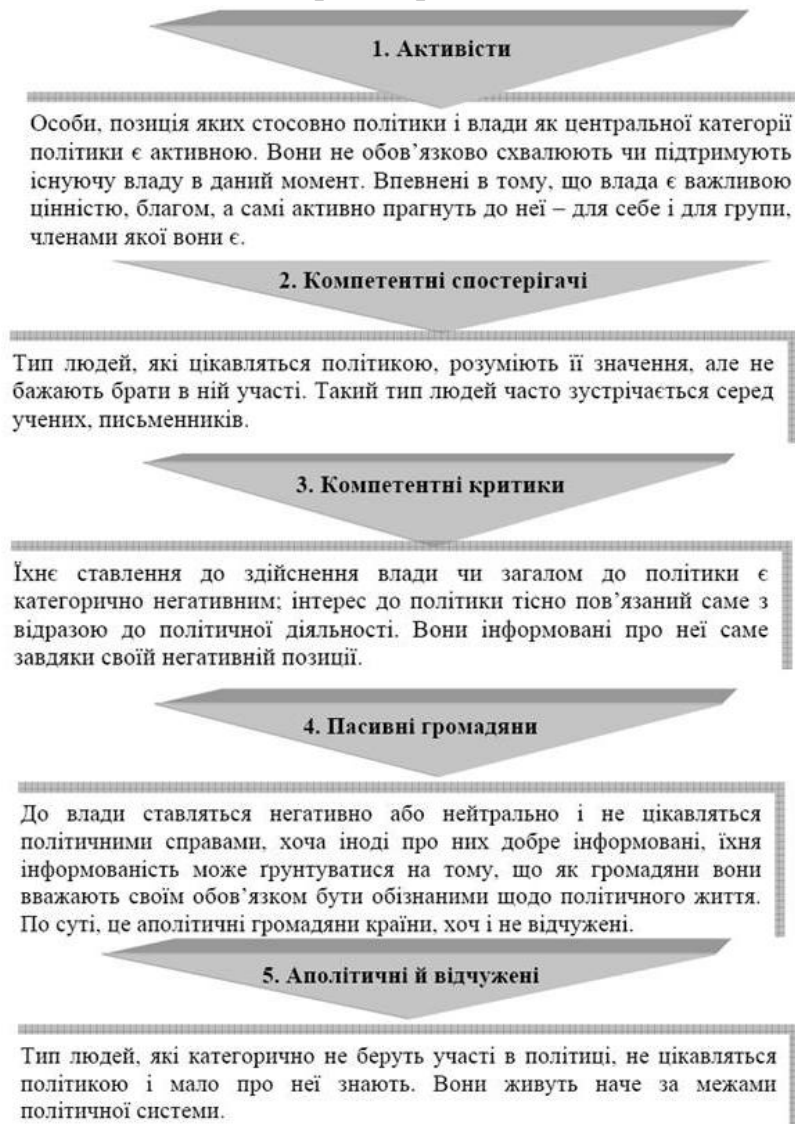 1. Активісти
Особи, позиція яких стосовно політики і влади як центральної категорії
політики є активною. Вони не обов’язково схвалюють чи підтримують
існуючу владу в даний момент. Впевнені в тому, що влада є важливою
цінністю, благом, а самі активно прагнуть до неї – для себе і для групи,
членами якої вони є.
2. Компетентні спостерігачі
Тип людей, які цікавляться політикою, розуміють її значення, але не
бажають брати в ній участі. Такий тип людей часто зустрічається серед
учених, письменників.
3. Компетентні критики
Їхнє ставлення до здійснення влади чи загалом до політики є
категорично негативним; інтерес до політики тісно пов’язаний саме з
відразою до політичної діяльності. Вони інформовані про неї саме
завдяки своїй негативній позиції.
4. Пасивні громадяни
До влади ставляться негативно або нейтрально і не цікавляться
політичними справами, хоча іноді про них добре інформовані, їхня
інформованість може ґрунтуватися на тому, що як громадяни вони
вважають своїм обов’язком бути обізнаними щодо політичного життя.
По суті, це аполітичні громадяни країни, хоч і не відчужені.
5. Аполітичні й відчужені
Тип людей, які категорично не беруть участі в політиці, не цікавляться
політикою і мало про неї знають. Вони живуть наче за межами
політичної системи.